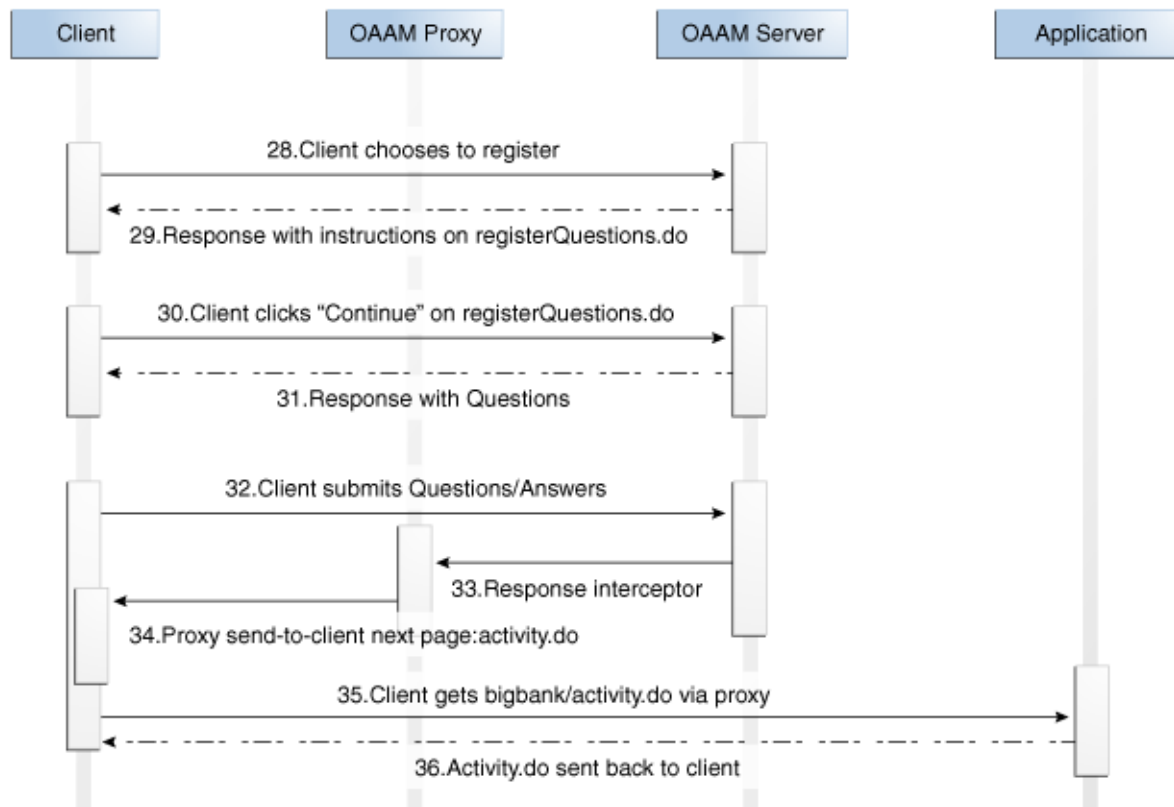 Client
OAAM Proxy
OAAM Server
Application
28.Client chooses to register
29.Response with instructions on registerQuestions.do
30.Client clicks “Continue” on registerQuestions.do
31.Response with Questions
32.Client submits Questions/Answers
33.Response interceptor
34.Proxy send-to-client next page:activity.do
35.Client gets bigbank/activity.do via proxy
36.Activity.do sent back to client